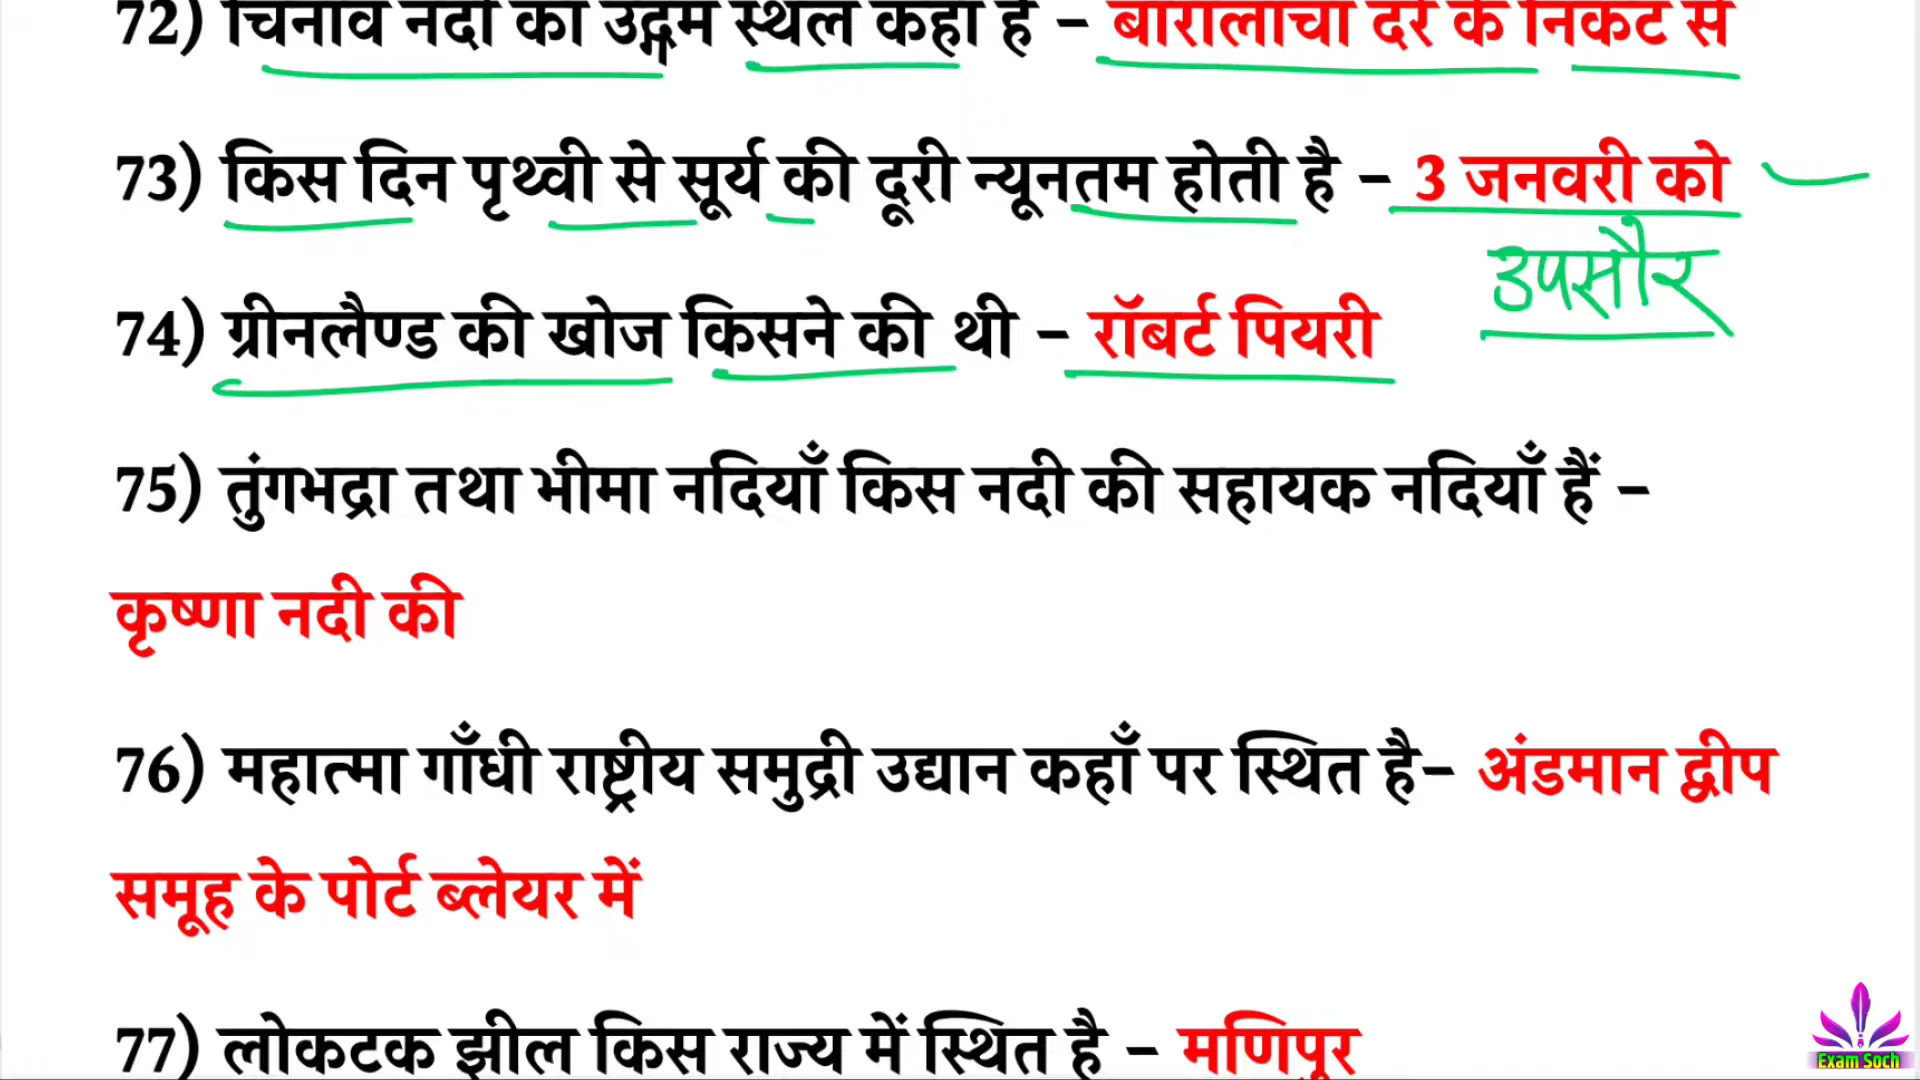 72) चिनाव नदी का उद्गम स्थल कहाँ है – बारालाचा दर्रे के निकट से
73) किस दिन पृथ्वी से सूर्य की दूरी न्यूनतम होती है – 3 जनवरी को
उपसौर
74) ग्रीनलैण्ड की खोज किसने की थी – रॉबर्ट पियरी
75) तुंगभद्रा तथा भीमा नदियाँ किस नदी की सहायक नदियाँ हैं –
कृष्णा नदी की
76) महात्मा गाँधी राष्ट्रीय समुद्री उद्यान कहाँ पर स्थित है– अंडमान द्वीप
समूह के पोर्ट ब्लेयर में
77) लोकटक झील किस राज्य में स्थित है – मणिपुर
Exam Soch